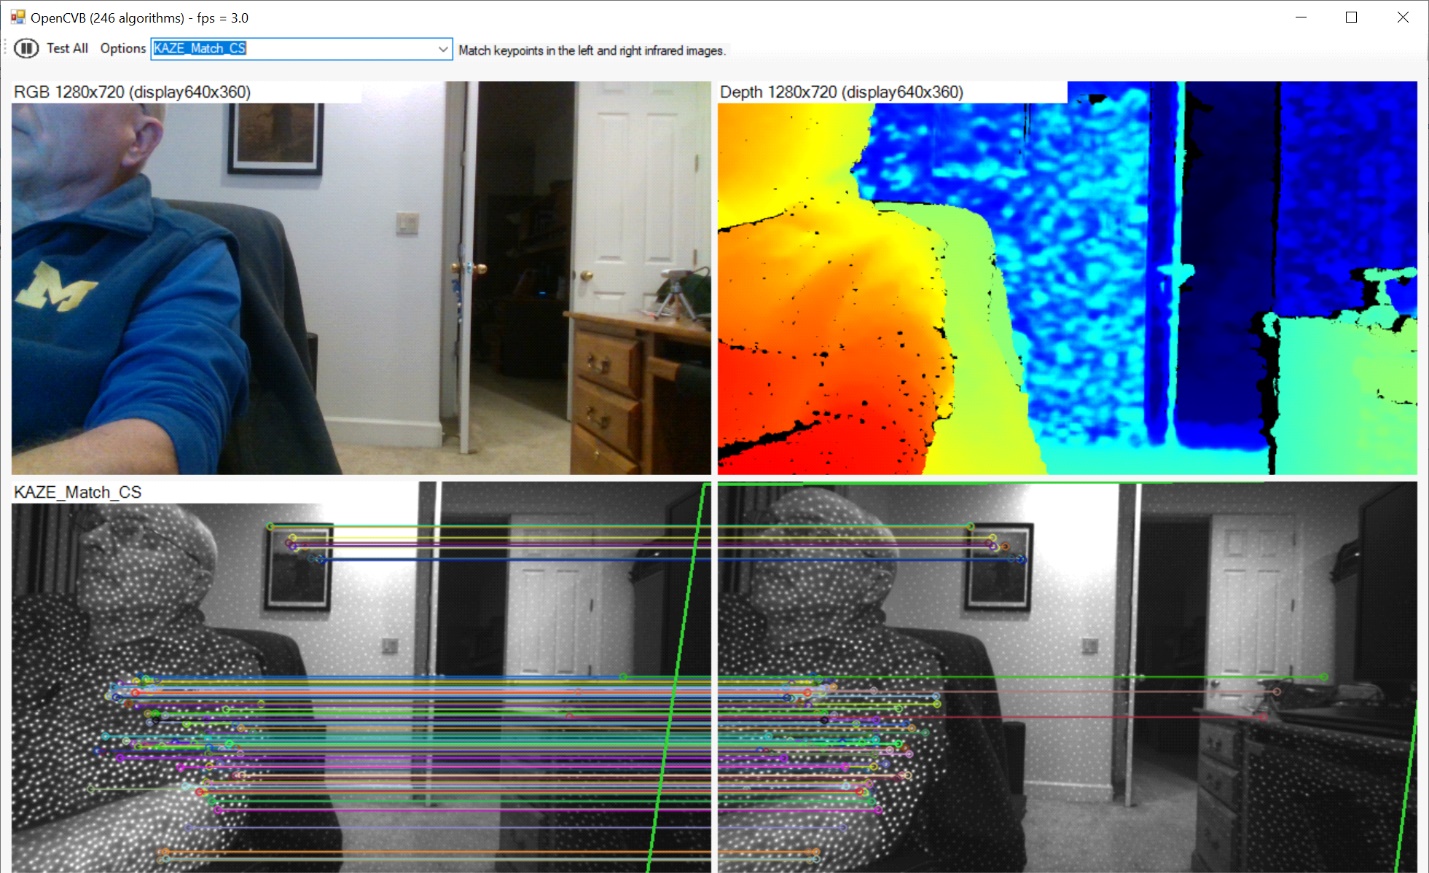 OpenCVB (246 algorithms) - fps = 3.0
Test All Options KAZE_Match_CS Match keypoints in the left and right infrared images.
RGB 1280x720 (display640x360)
Depth 1280x720 (display640x360)
M
KAZE_Match_CS